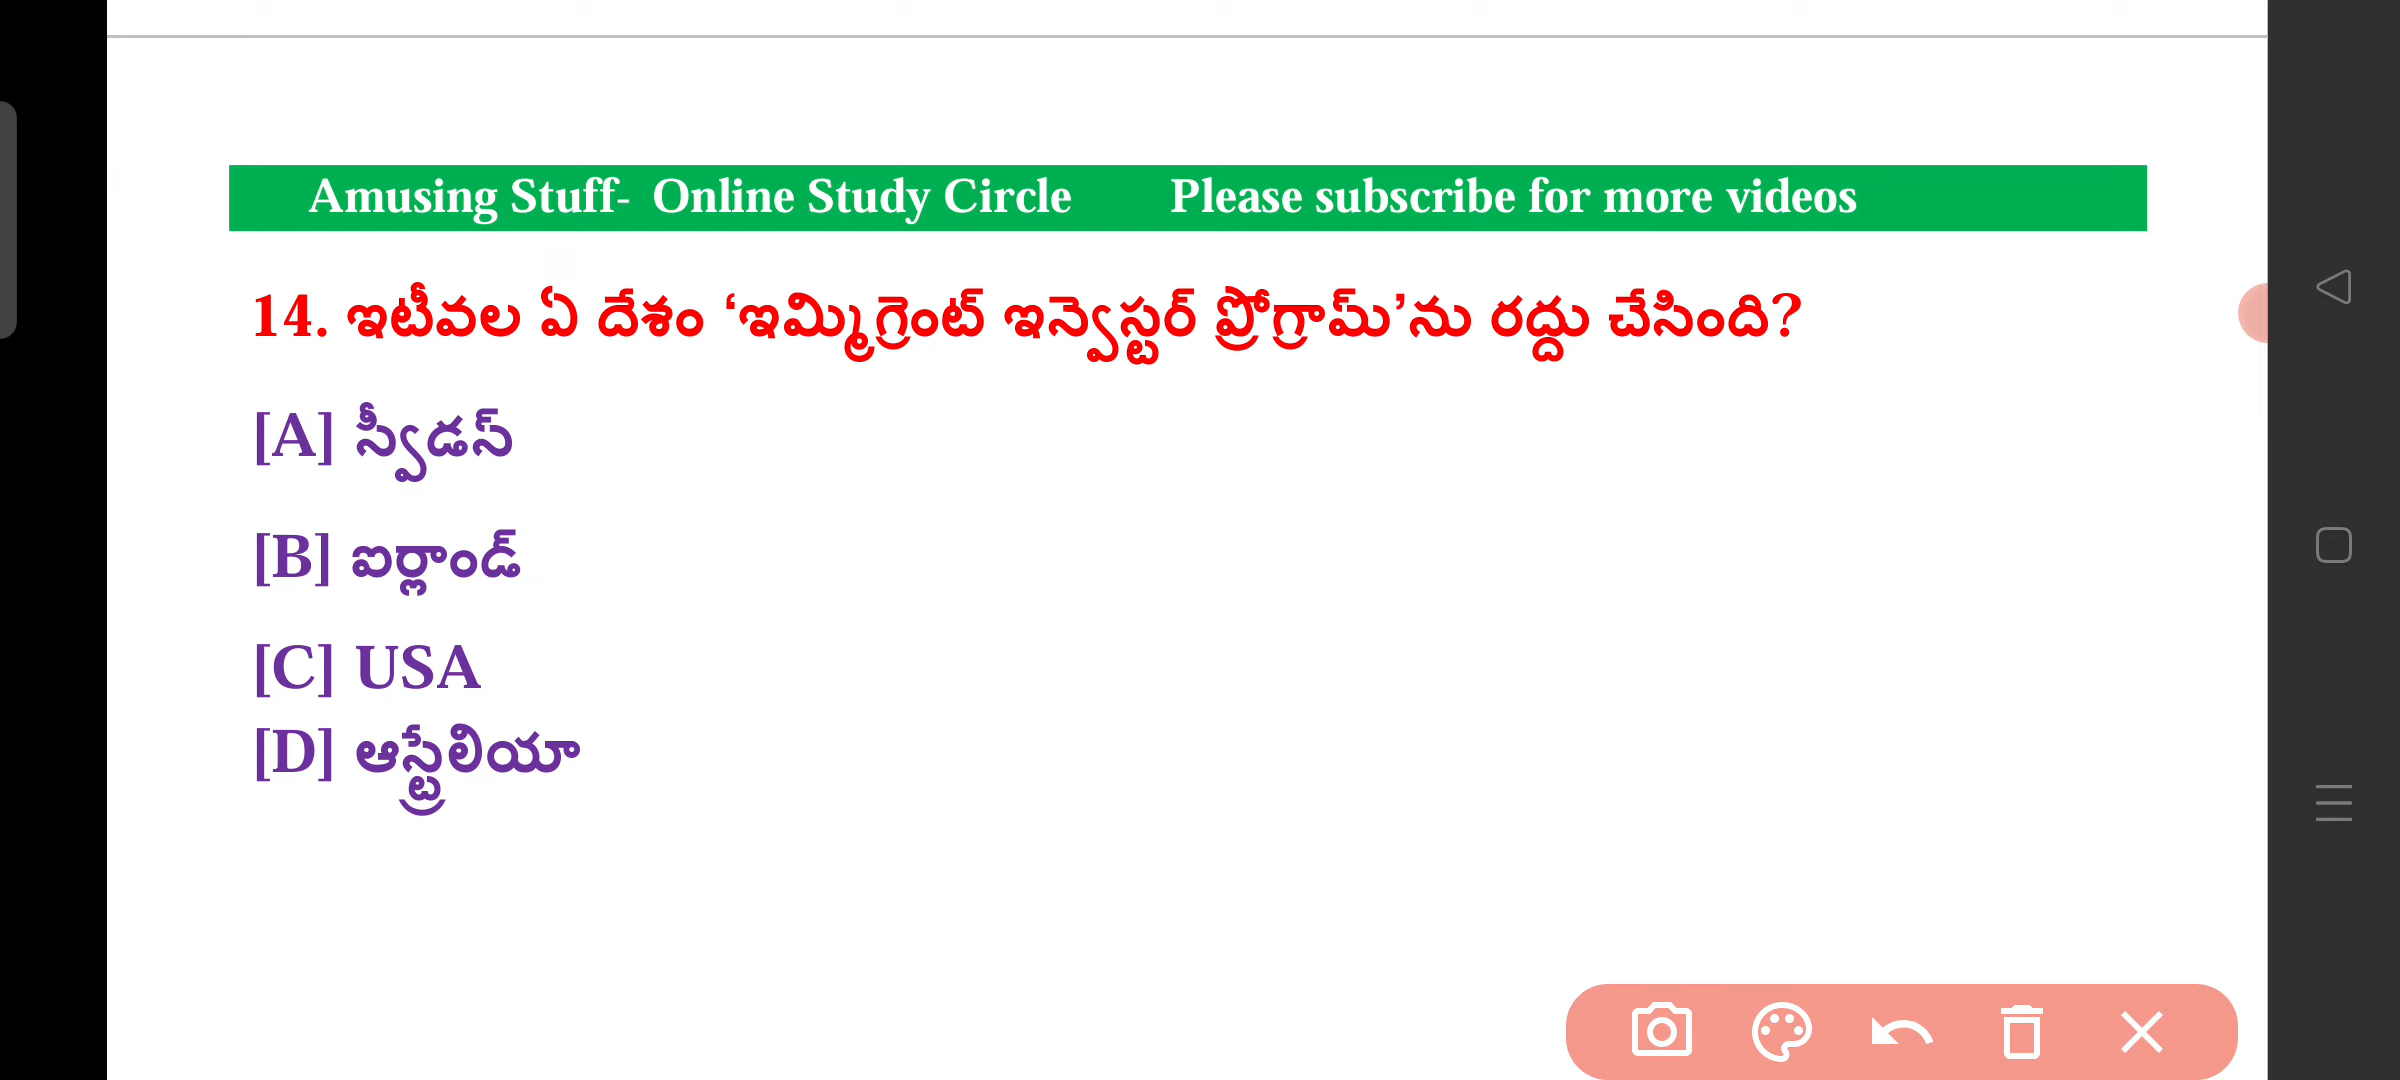 Amusing Stuff- Online Study Circle Please subscribe for more videos
14. ఇటీవల ఏ దేశం ‘ఇమ్మిగ్రెంట్ ఇన్వెస్టర్ ప్రోగ్రామ్’ను రద్దు చేసింది?
[A] స్వీడన్
[B] ఐర్లాండ్
[C] USA
[D] ఆస్ట్రేలియా